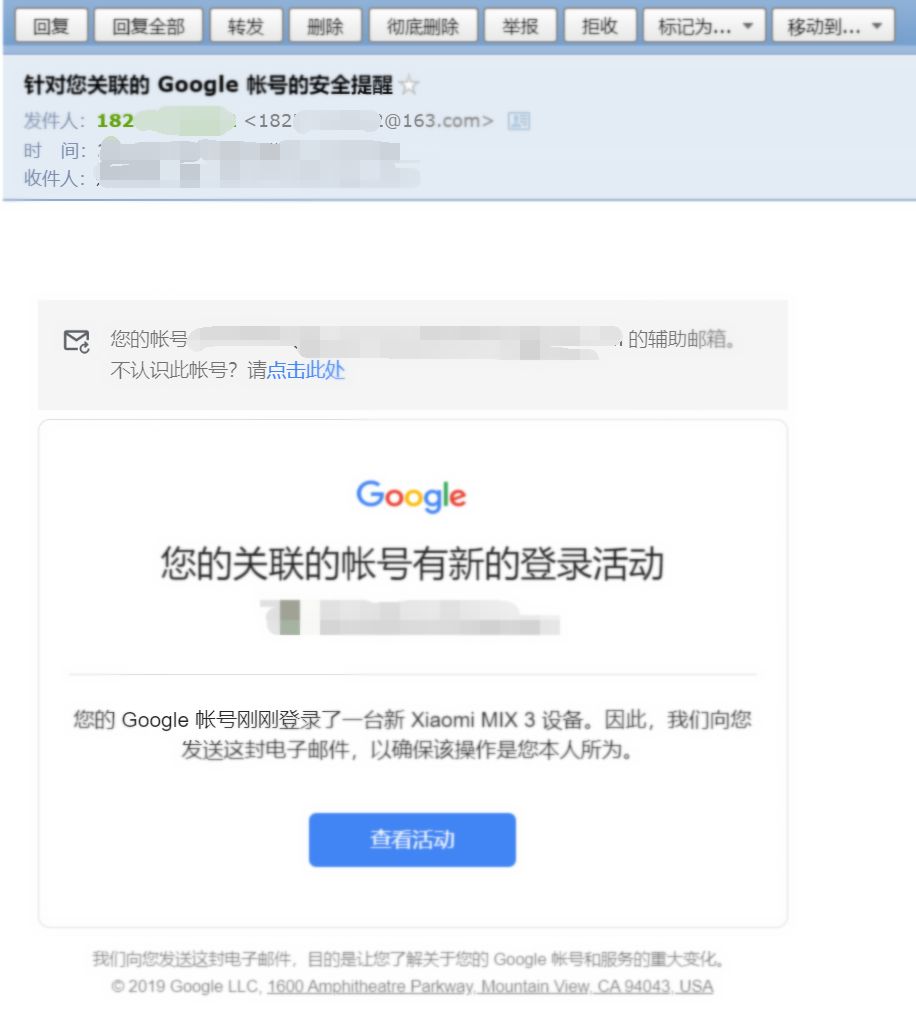 回复 回复全部 转发 删除 彻底删除 举报 拒收 标记为... 移动到...
针对您关联的 Google 帐号的安全提醒
发件人： 182 <182 2@163.com>
时 间：
收件人：
您的帐号 的辅助邮箱。
不认识此帐号？请点击此处
Google
您的关联的帐号有新的登录活动
您的 Google 帐号刚刚登录了一台新 Xiaomi MIX 3 设备。因此，我们向您
发送这封电子邮件，以确保该操作是您本人所为。
查看活动
我们向您发送这封电子邮件，目的是让您了解关于您的 Google 帐号和服务的重大变化。
© 2019 Google LLC, 1600 Amphitheatre Parkway, Mountain View, CA 94043, USA